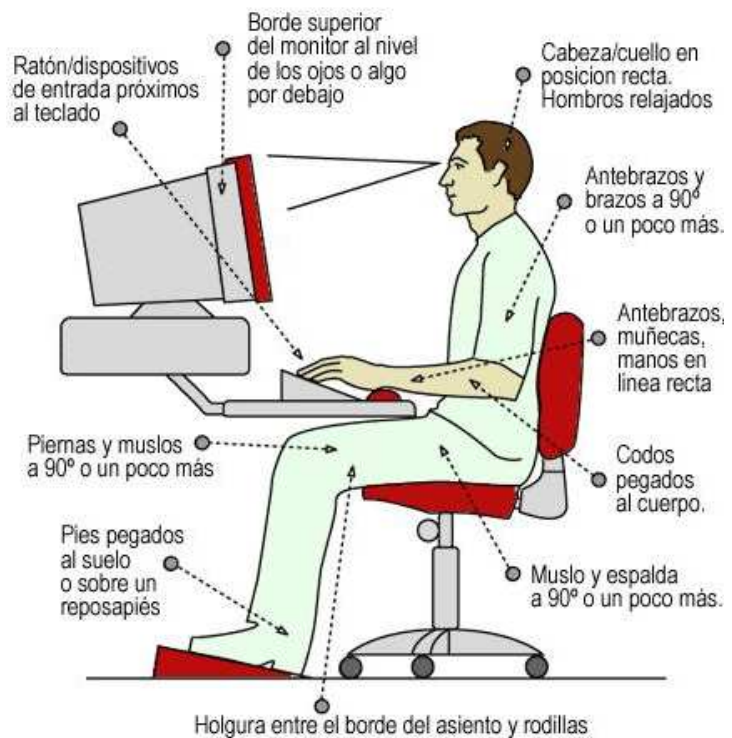 Borde superior
del monitor al nivel
de los ojos o algo
por debajo
Ratón/dispositivos
de entrada próximos
al teclado
Cabeza/cuello en
posicion recta.
Hombros relajados
Antebrazos y
brazos a 90º
o un poco más.
Antebrazos,
muñecas,
manos en
línea recta
Piernas y muslos
a 90º o un poco más
Codos
pegados
al cuerpo.
Pies pegados
al suelo
o sobre un
reposapiés
Muslo y espalda
a 90º o un poco más.
Holgura entre el borde del asiento y rodillas